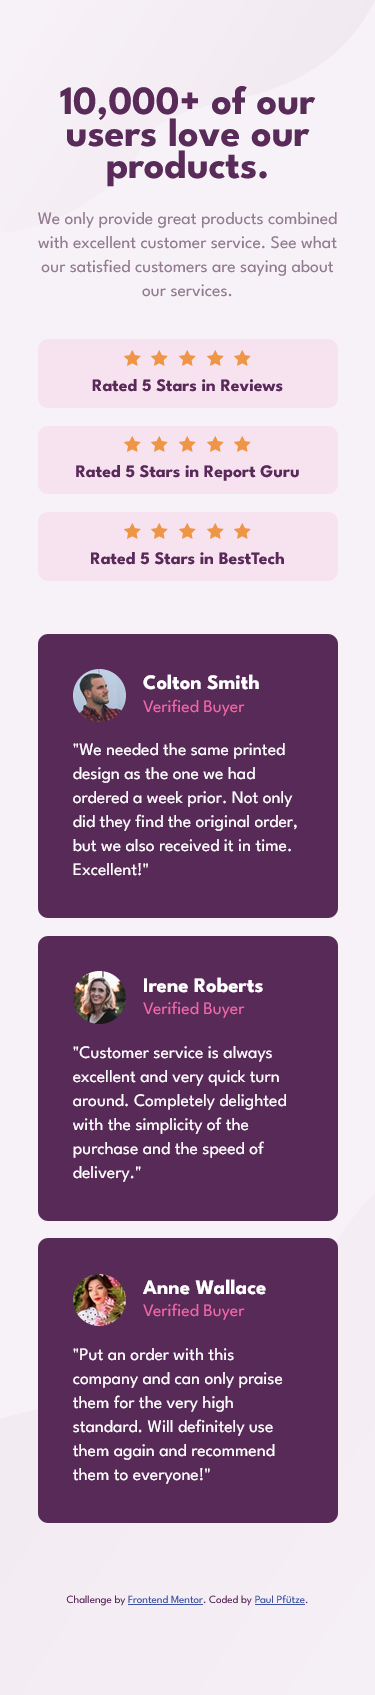 10,000+ of our
users love our
products.
We only provide great products combined
with excellent customer service. See what
our satisfied customers are saying about
our services.
Rated 5 Stars in Reviews
Rated 5 Stars in Report Guru
Rated 5 Stars in BestTech
Colton Smith
Verified Buyer
"We needed the same printed
design as the one we had
ordered a week prior. Not only
did they find the original order,
but we also received it in time.
Excellent!"
Irene Roberts
Verified Buyer
"Customer service is always
excellent and very quick turn
around. Completely delighted
with the simplicity of the
purchase and the speed of
delivery."
Anne Wallace
Verified Buyer
"Put an order with this
company and can only praise
them for the very high
standard. Will definitely use
them again and recommend
them to everyone!"
Challenge by Frontend Mentor. Coded by Paul Pfütze.